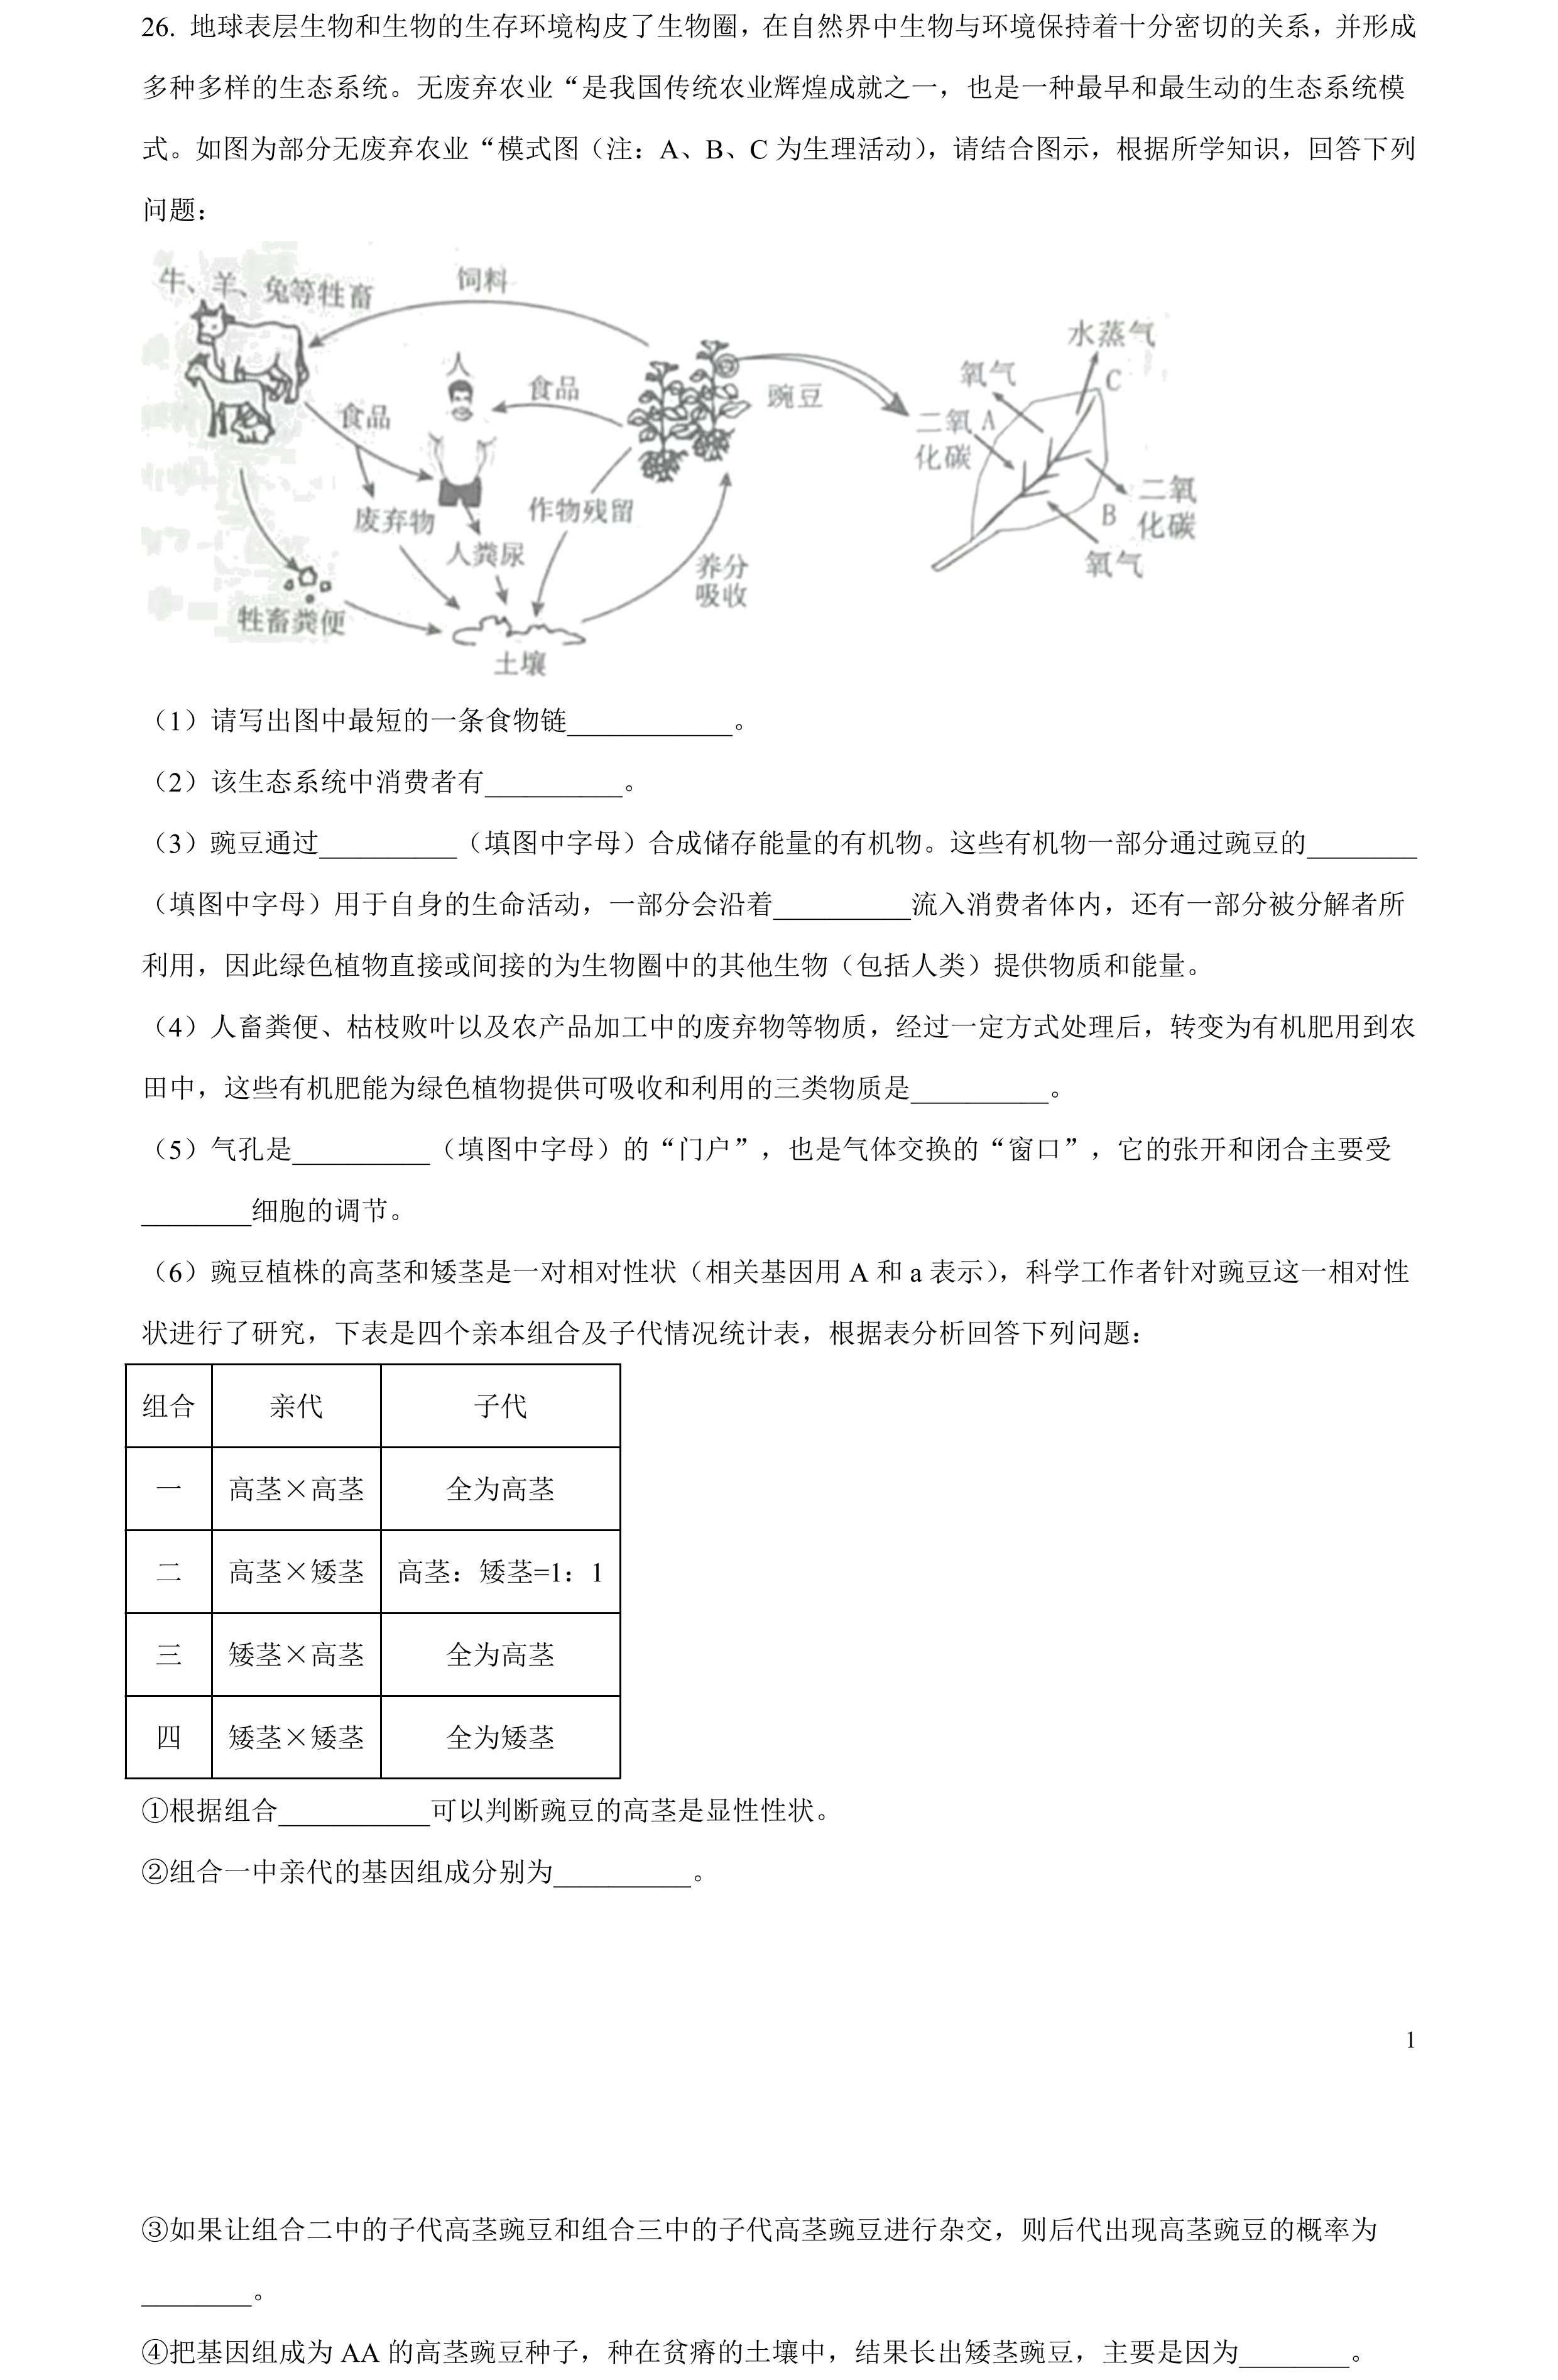 26. 地球表层生物和生物的生存环境构皮了生物圈，在自然界中生物与环境保持着十分密切的关系，并形成
多种多样的生态系统。无废弃农业“是我国传统农业辉煌成就之一，也是一种最早和最生动的生态系统模
式。如图为部分无废弃农业“模式图（注：A、B、C 为生理活动），请结合图示，根据所学知识，回答下列
问题：
牛、羊、兔等牲畜
饲料
人
食品
食品
豌豆
废弃物
作物残留
人粪尿
养分
吸收
牲畜粪便
土壤
水蒸气
氧气
C
二氧
化碳
A
二氧
化碳
B
氧气
（1）请写出图中最短的一条食物链____________。
（2）该生态系统中消费者有__________。
（3）豌豆通过__________（填图中字母）合成储存能量的有机物。这些有机物一部分通过豌豆的________
（填图中字母）用于自身的生命活动，一部分会沿着__________流入消费者体内，还有一部分被分解者所
利用，因此绿色植物直接或间接的为生物圈中的其他生物（包括人类）提供物质和能量。
（4）人畜粪便、枯枝败叶以及农产品加工中的废弃物等物质，经过一定方式处理后，转变为有机肥用到农
田中，这些有机肥能为绿色植物提供可吸收和利用的三类物质是__________。
（5）气孔是__________（填图中字母）的“门户”，也是气体交换的“窗口”，它的张开和闭合主要受
________细胞的调节。
（6）豌豆植株的高茎和矮茎是一对相对性状（相关基因用 A 和 a 表示），科学工作者针对豌豆这一相对性
状进行了研究，下表是四个亲本组合及子代情况统计表，根据表分析回答下列问题：
组合 亲代 子代
一 高茎×高茎 全为高茎
二 高茎×矮茎 高茎：矮茎=1：1
三 矮茎×高茎 全为高茎
四 矮茎×矮茎 全为矮茎
①根据组合___________可以判断豌豆的高茎是显性性状。
②组合一中亲代的基因组成分别为__________。
1
③如果让组合二中的子代高茎豌豆和组合三中的子代高茎豌豆进行杂交，则后代出现高茎豌豆的概率为
________。
④把基因组成为 AA 的高茎豌豆种子，种在贫瘠的土壤中，结果长出矮茎豌豆，主要是因为________。